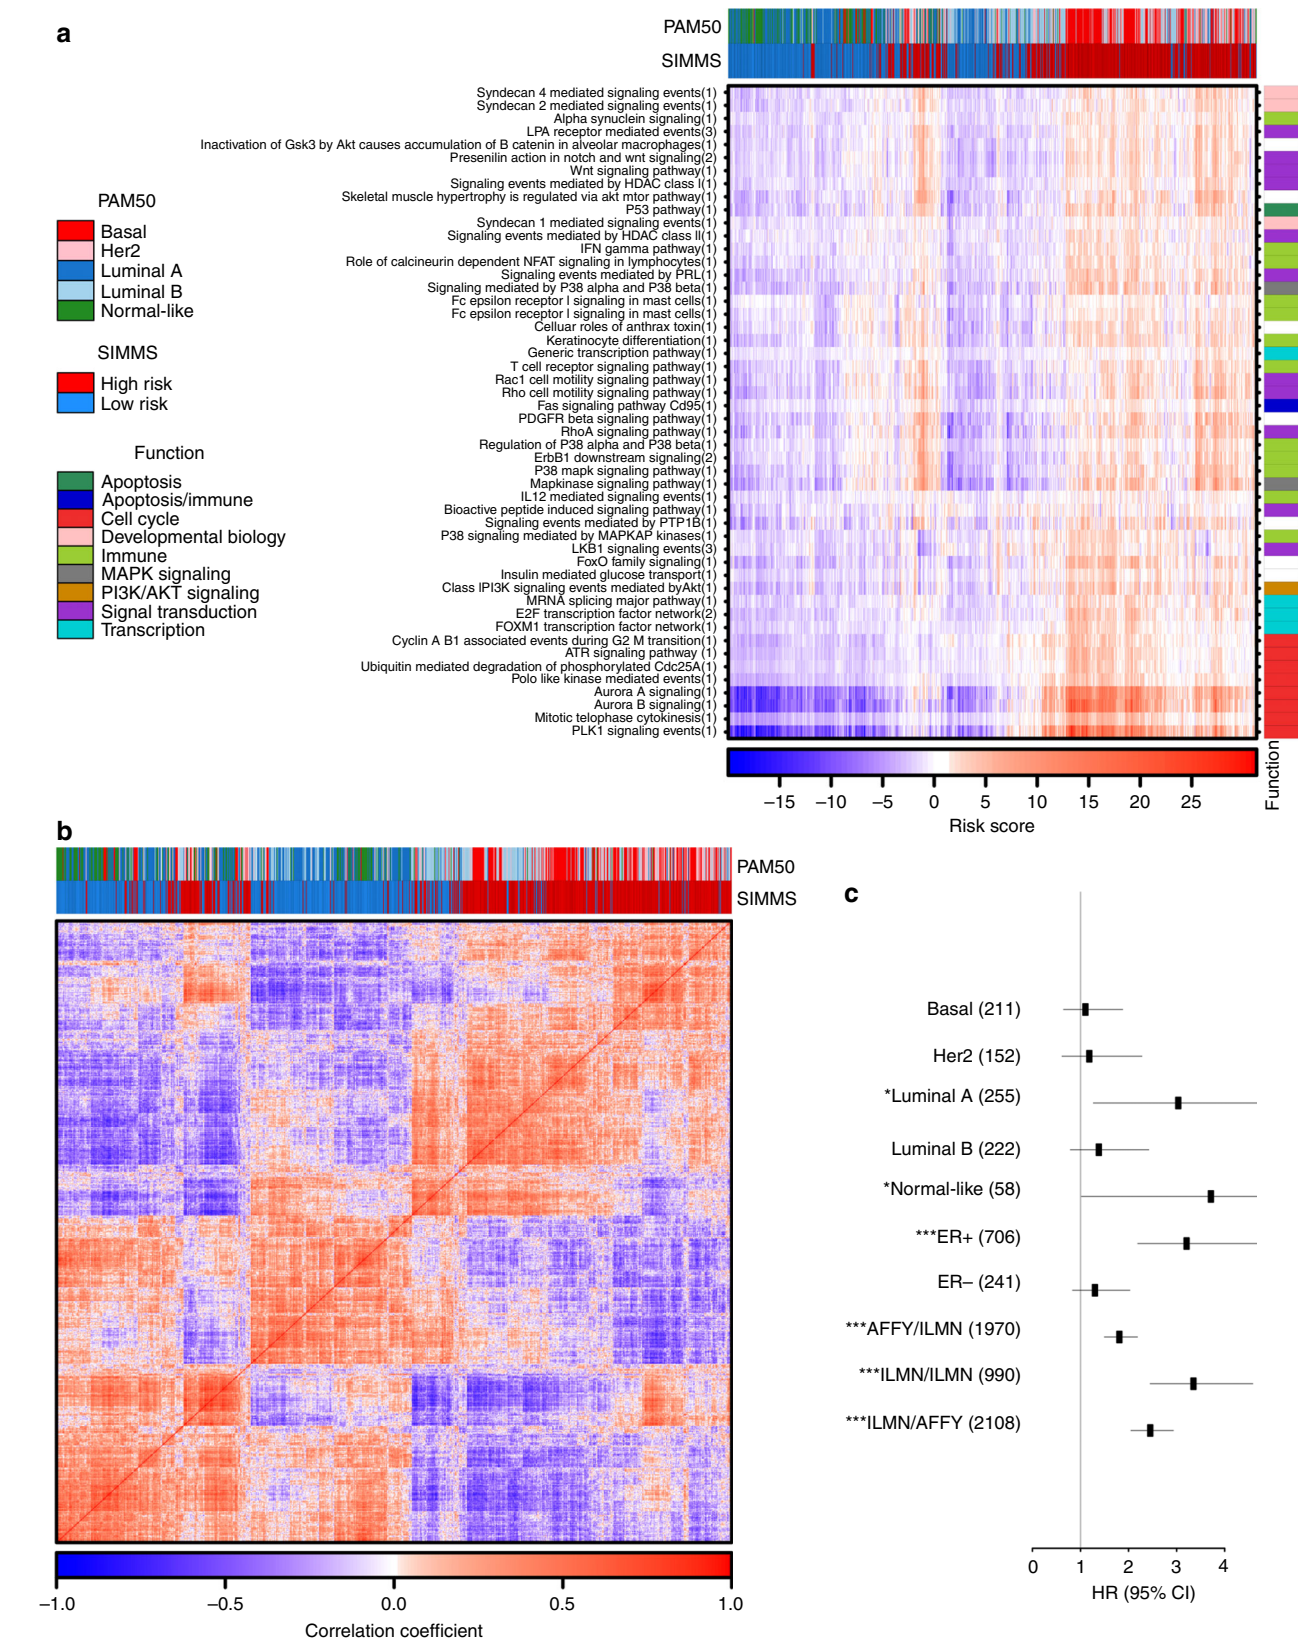 a
PAM50
SIMMS
Syndecan 4 mediated signaling events(1)
Syndecan 2 mediated signaling events(1)
Alpha synuclein signaling(1)
LPA receptor mediated events(3)
Inactivation of Gsk3 by Akt causes accumulation of B catenin in alveolar macrophages(1)
Presenilin action in notch and wnt signaling(2)
Wnt signaling pathway(1)
Signaling events mediated by HDAC class I(1)
Skeletal muscle hypertrophy is regulated via akt mtor pathway(1)
P53 pathway(1)
Syndecan 1 mediated signaling events(1)
Signaling events mediated by HDAC class II(1)
IFN gamma pathway(1)
Role of calcineurin dependent NFAT signaling in lymphocytes(1)
Signaling events mediated by PRL(1)
Signaling mediated by P38 alpha and P38 beta(1)
Fc epsilon receptor I signaling in mast cells(1)
Fc epsilon receptor I signaling in mast cells(1)
Celluar roles of anthrax toxin(1)
Keratinocyte differentiation(1)
Generic transcription pathway(1)
T cell receptor signaling pathway(1)
Rac1 cell motility signaling pathway(1)
Rho cell motility signaling pathway(1)
Fas signaling pathway Cd95(1)
PDGFR beta signaling pathway(1)
RhoA signaling pathway(1)
Regulation of P38 alpha and P38 beta(1)
ErbB1 downstream signaling(2)
P38 mapk signaling pathway(1)
Mapkinase signaling pathway(1)
IL12 mediated signaling events(1)
Bioactive peptide induced signaling pathway(1)
Signaling events mediated by PTP1B(1)
P38 signaling mediated by MAPKAP kinases(1)
LKB1 signaling events(3)
FoxO family signaling(1)
Insulin mediated glucose transport(1)
Class IPI3K signaling events mediated byAkt(1)
MRNA splicing major pathway(1)
E2F transcription factor network(2)
FOXM1 transcription factor network(1)
Cyclin A B1 associated events during G2 M transition(1)
ATR signaling pathway (1)
Ubiquitin mediated degradation of phosphorylated Cdc25A(1)
Polo like kinase mediated events(1)
Aurora A signaling(1)
Aurora B signaling(1)
Mitotic telophase cytokinesis(1)
PLK1 signaling events(1)
PAM50
Basal
Her2
Luminal A
Luminal B
Normal-like
SIMMS
High risk
Low risk
Function
Apoptosis
Apoptosis/immune
Cell cycle
Developmental biology
Immune
MAPK signaling
PI3K/AKT signaling
Signal transduction
Transcription
Function
−15 −10 −5 0 5 10 15 20 25
Risk score
b
PAM50
SIMMS
−1.0 −0.5 0.0 0.5 1.0
Correlation coefficient
c
Basal (211)
Her2 (152)
*Luminal A (255)
Luminal B (222)
*Normal-like (58)
***ER+ (706)
ER− (241)
***AFFY/ILMN (1970)
***ILMN/ILMN (990)
***ILMN/AFFY (2108)
0 1 2 3 4
HR (95% CI)